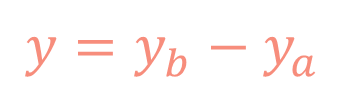 y = y_b − y_a